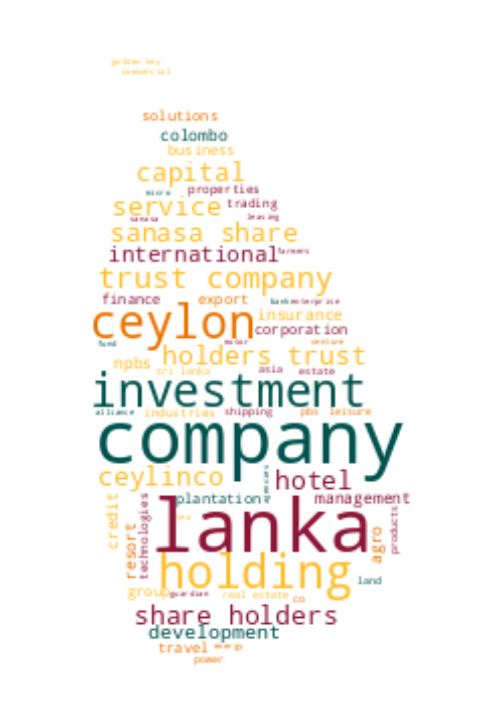 golden key
commercial
solutions
colombo
business
capital
micro properties
service trading
sanasa leasing
sanasa share
international farmers
trust company
finance export bank enterprise
ceylon insurance
corporation
fund motor venture
holders trust
npbs sri lanka asia estate
investment
alliance industries shipping pbs leisure
company
ceylinco hotel
plantation management
credit
resort
technologies
lanka
agro
products
holding land
group guardian real estate co
share holders
development
travel energy
power